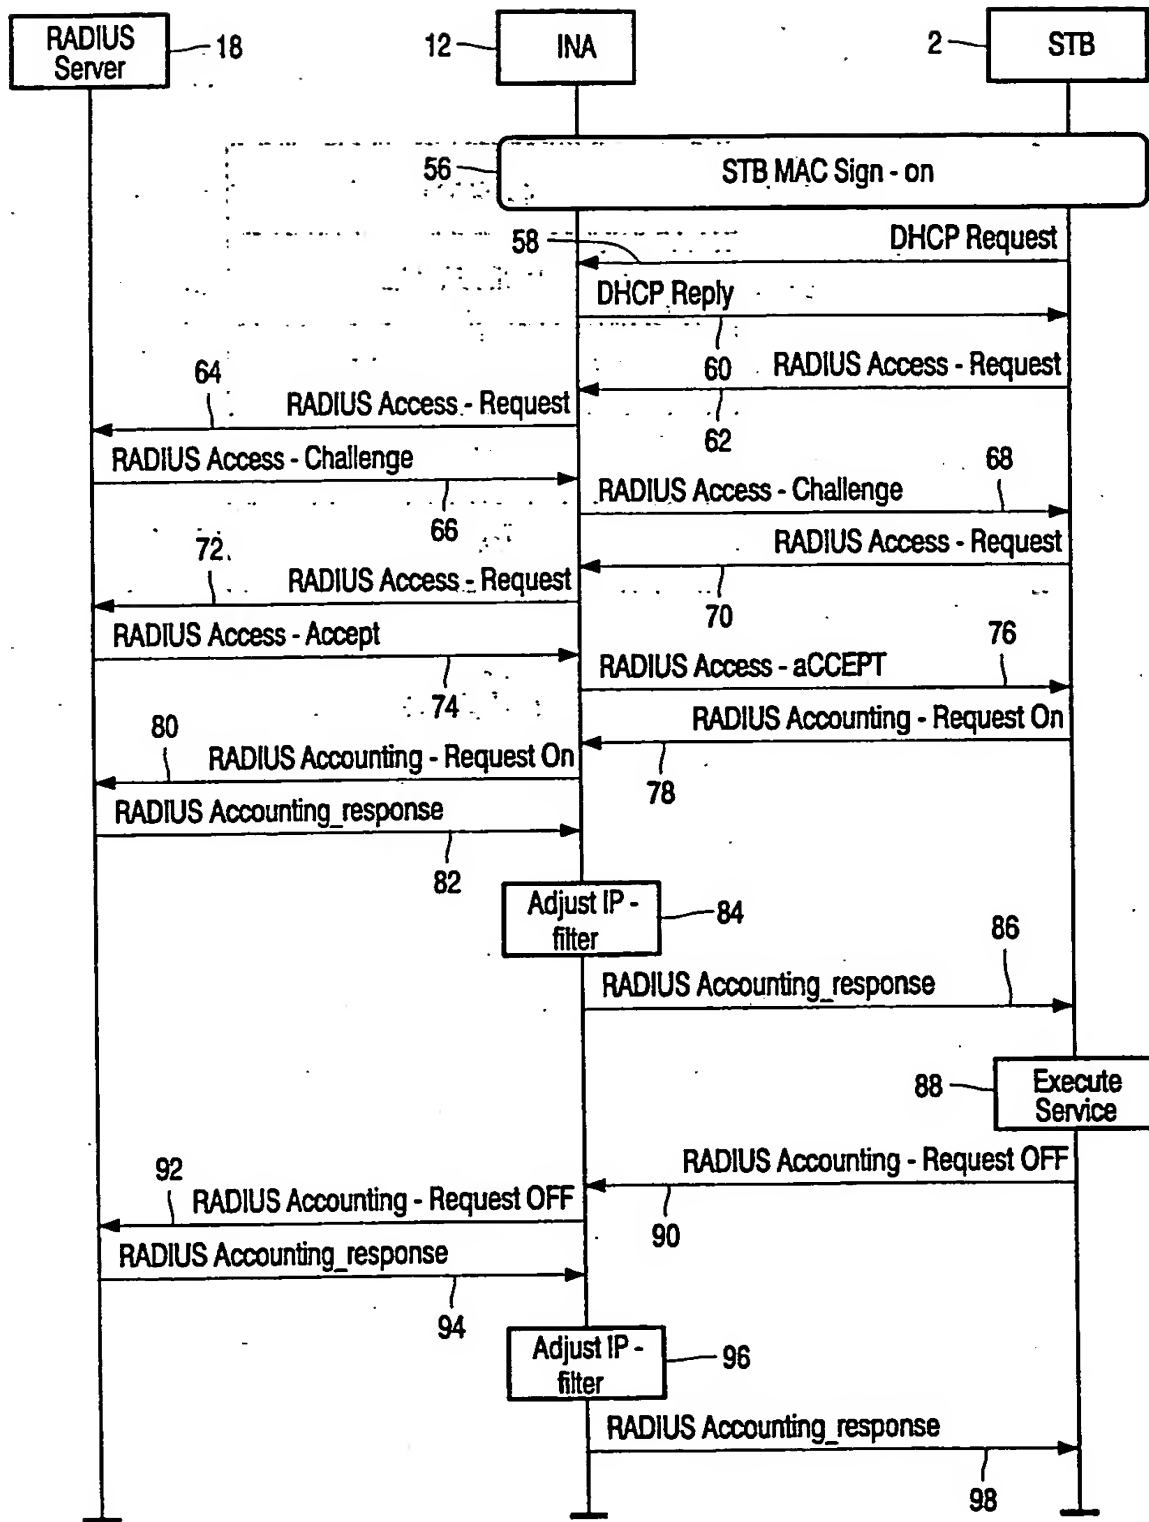 RADIUS
Server
18
12
INA
2
STB
56
STB MAC Sign - on
58
DHCP Request
DHCP Reply
60
64
RADIUS Access - Request
RADIUS Access - Request
62
RADIUS Access - Challenge
66
RADIUS Access - Challenge
68
72
RADIUS Access - Request
RADIUS Access - Request
70
RADIUS Access - Accept
74
RADIUS Access - aCCEPT
76
80
RADIUS Accounting - Request On
RADIUS Accounting - Request On
78
RADIUS Accounting_response
82
Adjust IP -
filter
84
86
RADIUS Accounting_response
88
Execute
Service
RADIUS Accounting - Request OFF
92
RADIUS Accounting - Request OFF
90
RADIUS Accounting_response
94
Adjust IP -
filter
96
RADIUS Accounting_response
98